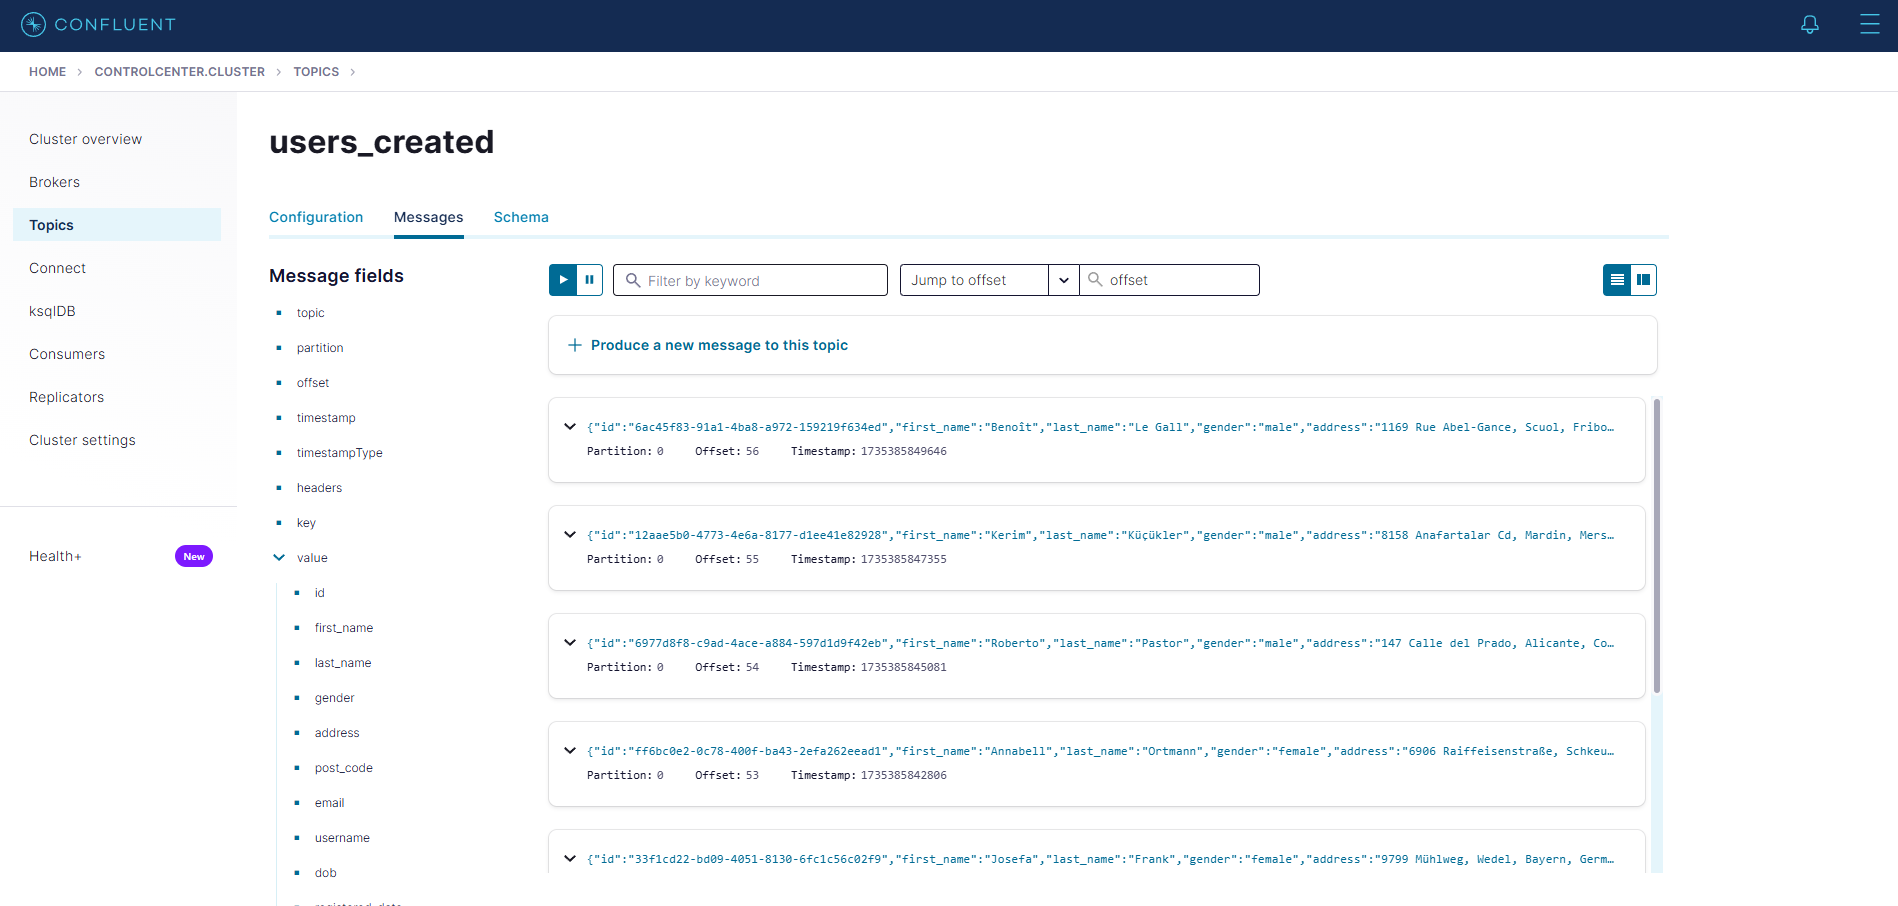 CONFLUENT
HOME > CONTROLCENTER.CLUSTER > TOPICS >
Cluster overview
Brokers
Topics
Connect
ksqlDB
Consumers
Replicators
Cluster settings
Health+ New
users_created
Configuration Messages Schema
Message fields
topic
partition
offset
timestamp
timestampType
headers
key
value
id
first_name
last_name
gender
address
post_code
email
username
dob
registered_date
Filter by keyword Jump to offset offset
+ Produce a new message to this topic
{"id":"6ac45f83-91a1-4ba8-a972-159219f634ed","first_name":"Benoît","last_name":"Le Gall","gender":"male","address":"1169 Rue Abel-Gance, Scuol, Fribo…
Partition: 0 Offset: 56 Timestamp: 1735385849646
{"id":"12aae5b0-4773-4e6a-8177-d1ee41e82928","first_name":"Kerim","last_name":"Küçükler","gender":"male","address":"8158 Anafartalar Cd, Mardin, Mers…
Partition: 0 Offset: 55 Timestamp: 1735385847355
{"id":"6977d8f8-c9ad-4ace-a884-597d1d9f42eb","first_name":"Roberto","last_name":"Pastor","gender":"male","address":"147 Calle del Prado, Alicante, Co…
Partition: 0 Offset: 54 Timestamp: 1735385845081
{"id":"ff6bc0e2-0c78-400f-ba43-2efa262eead1","first_name":"Annabell","last_name":"Ortmann","gender":"female","address":"6906 Raiffeisenstraße, Schkeu…
Partition: 0 Offset: 53 Timestamp: 1735385842806
{"id":"33f1cd22-bd09-4051-8130-6fc1c56c02f9","first_name":"Josefa","last_name":"Frank","gender":"female","address":"9799 Mühlweg, Wedel, Bayern, Germ…